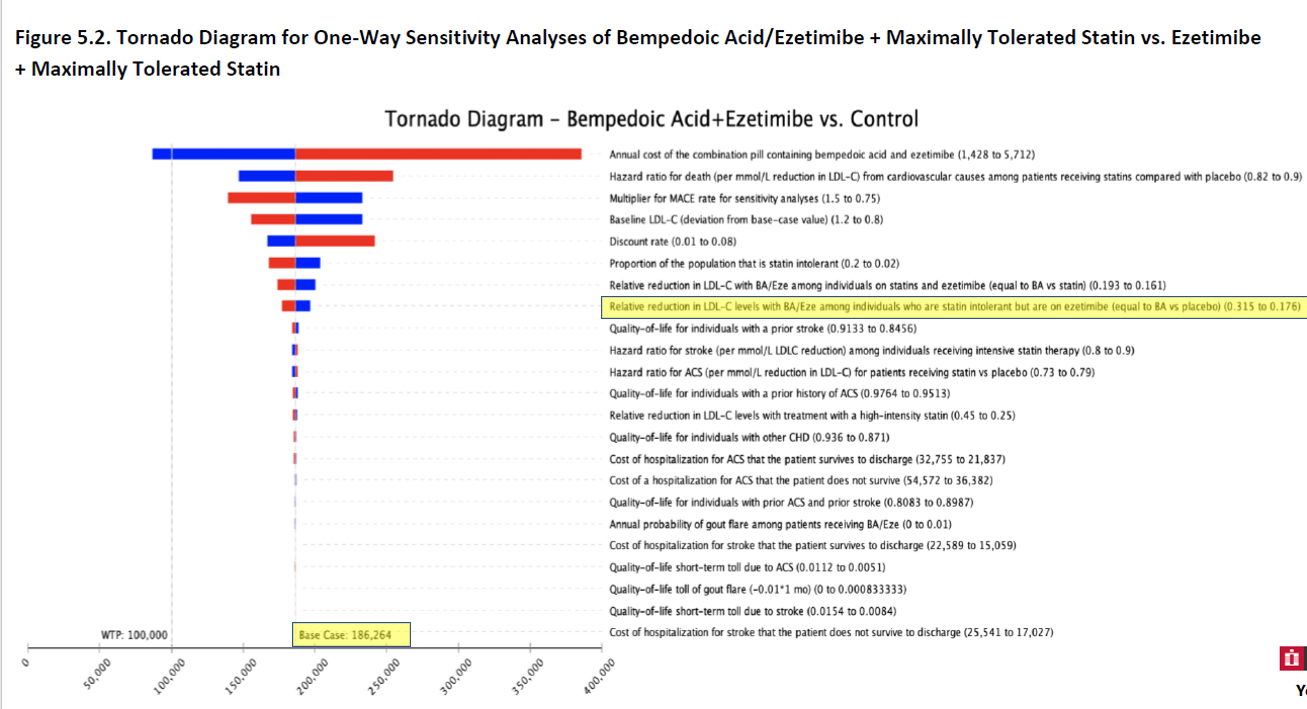 Figure 5.2. Tornado Diagram for One-Way Sensitivity Analyses of Bempedoic Acid/Ezetimibe + Maximally Tolerated Statin vs. Ezetimibe
+ Maximally Tolerated Statin
Tornado Diagram – Bempedoic Acid+Ezetimibe vs. Control
Annual cost of the combination pill containing bempedoic acid and ezetimibe (1,428 to 5,712)
Hazard ratio for death (per mmol/L reduction in LDL-C) from cardiovascular causes among patients receiving statins compared with placebo (0.82 to 0.9)
Multiplier for MACE rate for sensitivity analyses (1.5 to 0.75)
Baseline LDL-C (deviation from base-case value) (1.2 to 0.8)
Discount rate (0.01 to 0.08)
Proportion of the population that is statin intolerant (0.2 to 0.02)
Relative reduction in LDL-C with BA/Eze among individuals on statins and ezetimibe (equal to BA vs statin) (0.193 to 0.161)
Relative reduction in LDL-C levels with BA/Eze among individuals who are statin intolerant but are on ezetimibe (equal to BA vs placebo) (0.315 to 0.176)
Quality-of-life for individuals with a prior stroke (0.9133 to 0.8456)
Hazard ratio for stroke (per mmol/L LDLC reduction) among individuals receiving intensive statin therapy (0.8 to 0.9)
Hazard ratio for ACS (per mmol/L reduction in LDL-C) for patients receiving statin vs placebo (0.73 to 0.79)
Quality-of-life for individuals with a prior history of ACS (0.9764 to 0.9513)
Relative reduction in LDL-C levels with treatment with a high-intensity statin (0.45 to 0.25)
Quality-of-life for individuals with other CHD (0.936 to 0.871)
Cost of hospitalization for ACS that the patient survives to discharge (32,755 to 21,837)
Cost of a hospitalization for ACS that the patient does not survive (54,572 to 36,382)
Quality-of-life for individuals with prior ACS and prior stroke (0.8083 to 0.8987)
Annual probability of gout flare among patients receiving BA/Eze (0 to 0.01)
Cost of hospitalization for stroke that the patient survives to discharge (22,589 to 15,059)
Quality-of-life short-term toll due to ACS (0.0112 to 0.0051)
Quality-of-life toll of gout flare (-0.01*1 mo) (0 to 0.000833333)
Quality-of-life short-term toll due to stroke (0.0154 to 0.0084)
WTP: 100,000 Base Case: 186,264 Cost of hospitalization for stroke that the patient does not survive to discharge (25,541 to 17,027)
0 50,000 100,000 150,000 200,000 250,000 300,000 350,000 400,000